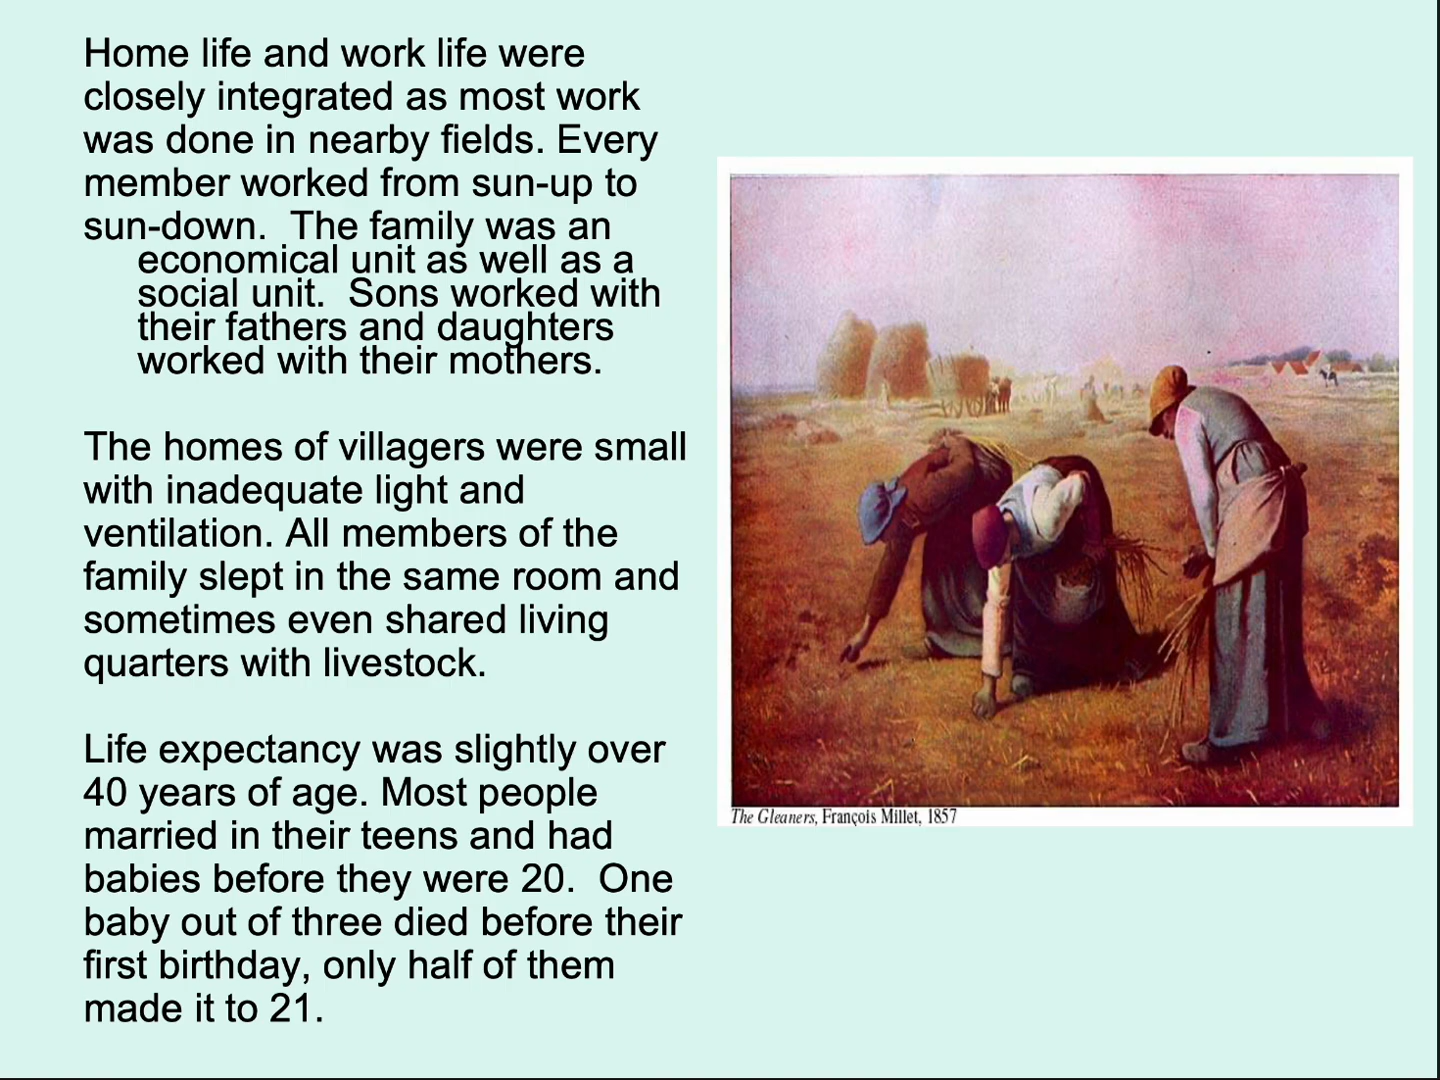 Home life and work life were
closely integrated as most work
was done in nearby fields. Every
member worked from sun-up to
sun-down.  The family was an
economical unit as well as a
social unit.  Sons worked with
their fathers and daughters
worked with their mothers.
The homes of villagers were small
with inadequate light and
ventilation. All members of the
family slept in the same room and
sometimes even shared living
quarters with livestock.
Life expectancy was slightly over
40 years of age. Most people
married in their teens and had
babies before they were 20.  One
baby out of three died before their
first birthday, only half of them
made it to 21.
The Gleaners, François Millet, 1857